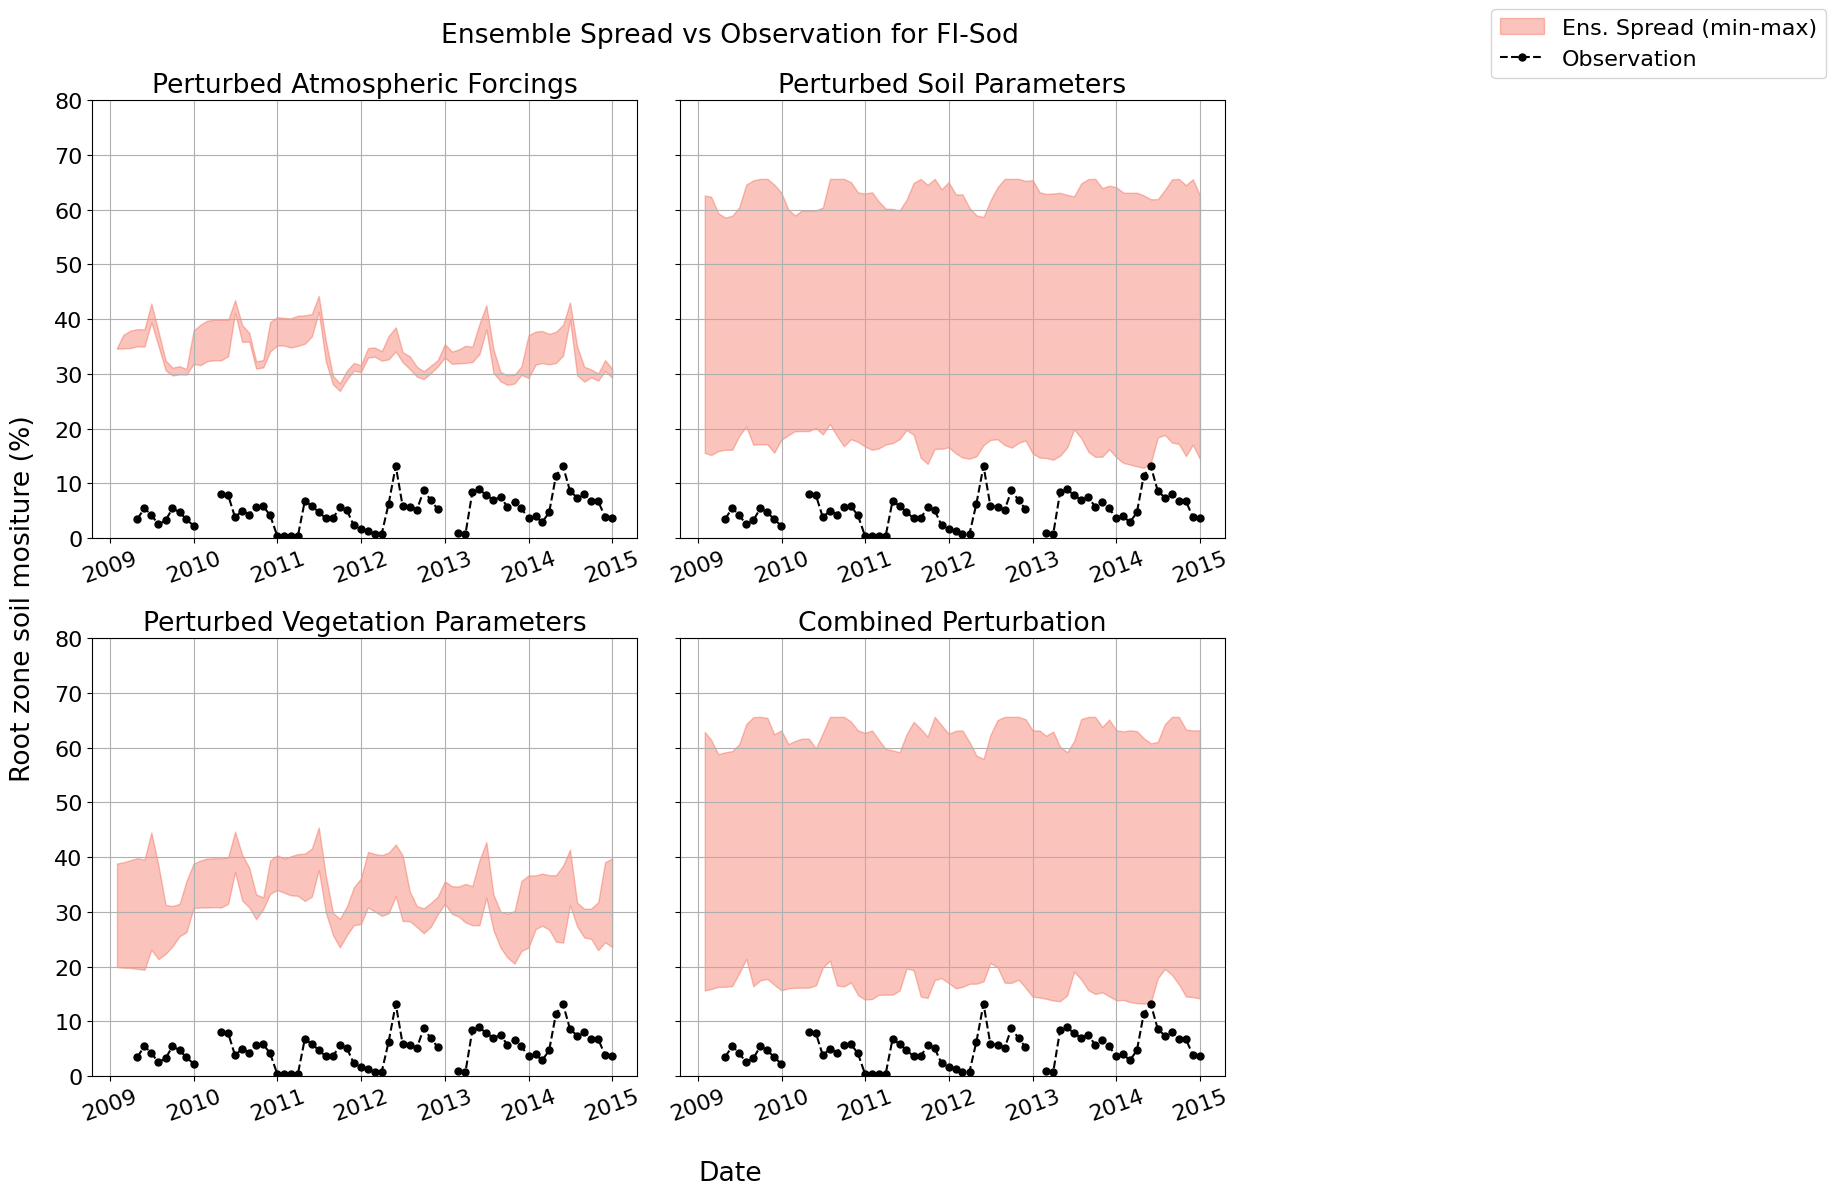 Ensemble Spread vs Observation for FI-Sod
Ens. Spread (min-max)
Observation
Perturbed Atmospheric Forcings
80
70
60
50
40
30
20
10
0
2009 2010 2011 2012 2013 2014 2015
Perturbed Soil Parameters
2009 2010 2011 2012 2013 2014 2015
Root zone soil mositure (%)
Perturbed Vegetation Parameters
80
70
60
50
40
30
20
10
0
2009 2010 2011 2012 2013 2014 2015
Combined Perturbation
2009 2010 2011 2012 2013 2014 2015
Date